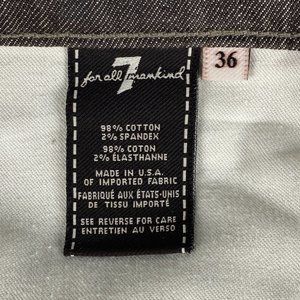 7
for all mankind
36
98% COTTON
2% SPANDEX
98% COTON
2% ÉLASTHANNE
MADE IN U.S.A.
OF IMPORTED FABRIC
FABRIQUÉ AUX ÉTATS-UNIS
DE TISSU IMPORTÉ
SEE REVERSE FOR CARE
ENTRETIEN AU VERSO